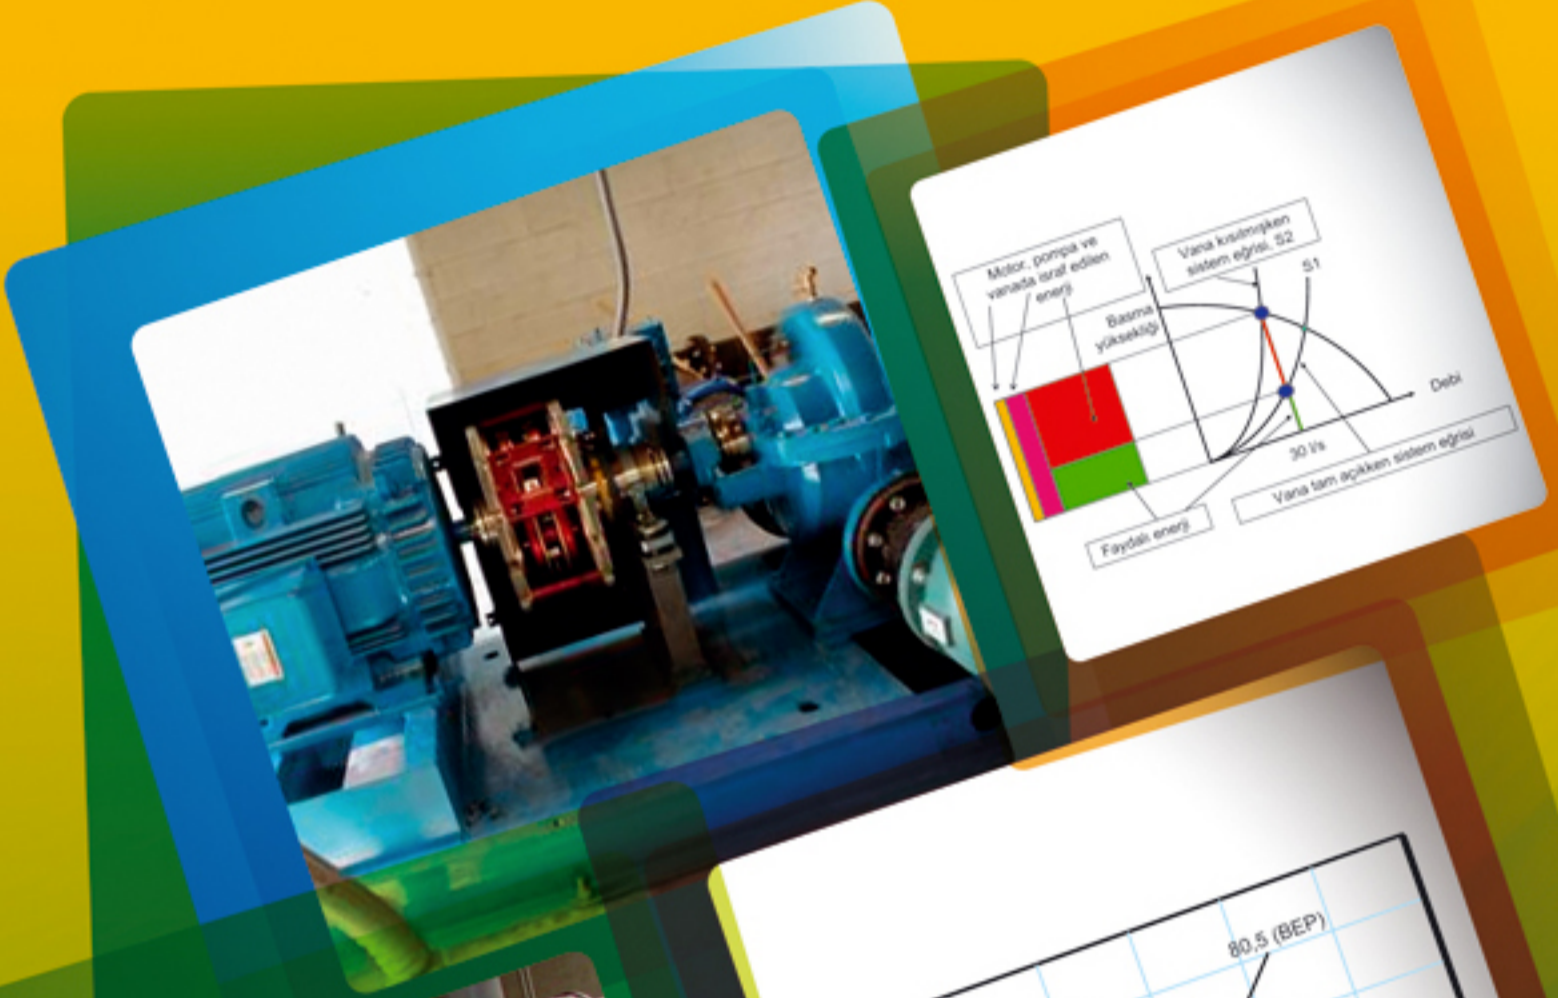 Motor, pompa ve
vanada israf edilen
enerji
Vana kısılmışken
sistem eğrisi, S2
S1
Basma
yüksekliği
Debi
30 l/s
Vana tam açıkken sistem eğrisi
Faydalı enerji
80,5 (BEP)